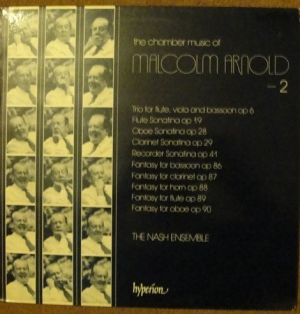 the chamber music of
MALCOLM ARNOLD
2
Trio for flute, viola and bassoon op 6
Flute Sonatina op 19
Oboe Sonatina op 28
Clarinet Sonatina op 29
Recorder Sonatina op 41
Fantasy for bassoon op 86
Fantasy for clarinet op 87
Fantasy for horn op 88
Fantasy for flute op 89
Fantasy for oboe op 90
THE NASH ENSEMBLE
hyperion